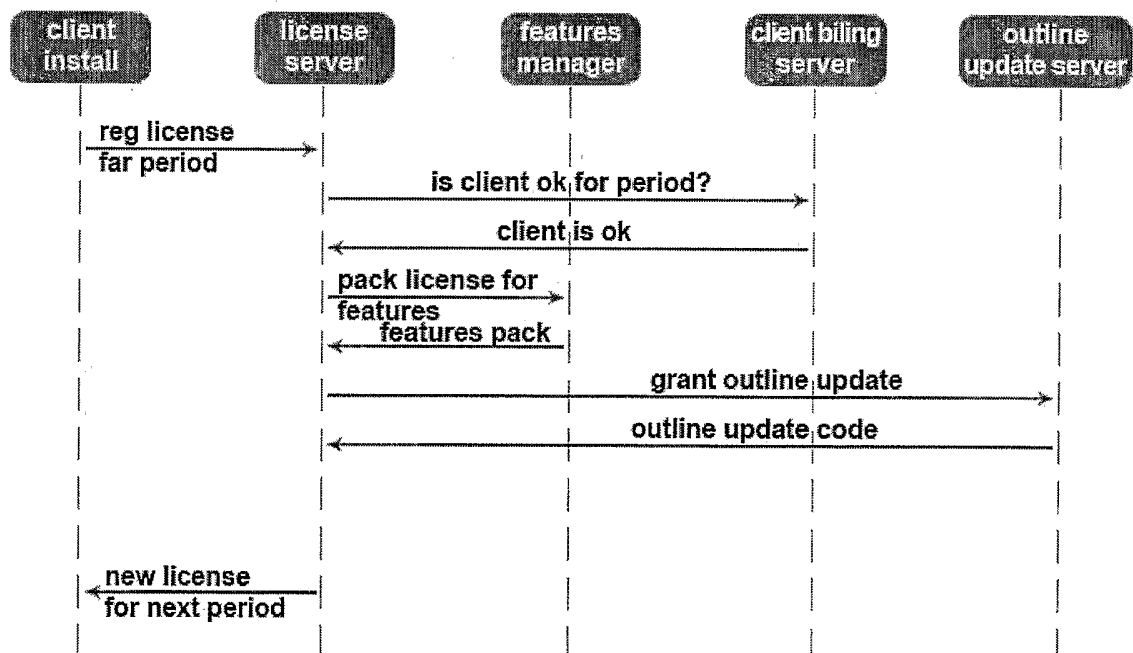 client
install
license
server
features
manager
client biling
server
outline
update server
reg license
far period
is client ok for period?
client is ok
pack license for
features
features pack
grant outline update
outline update code
new license
for next period